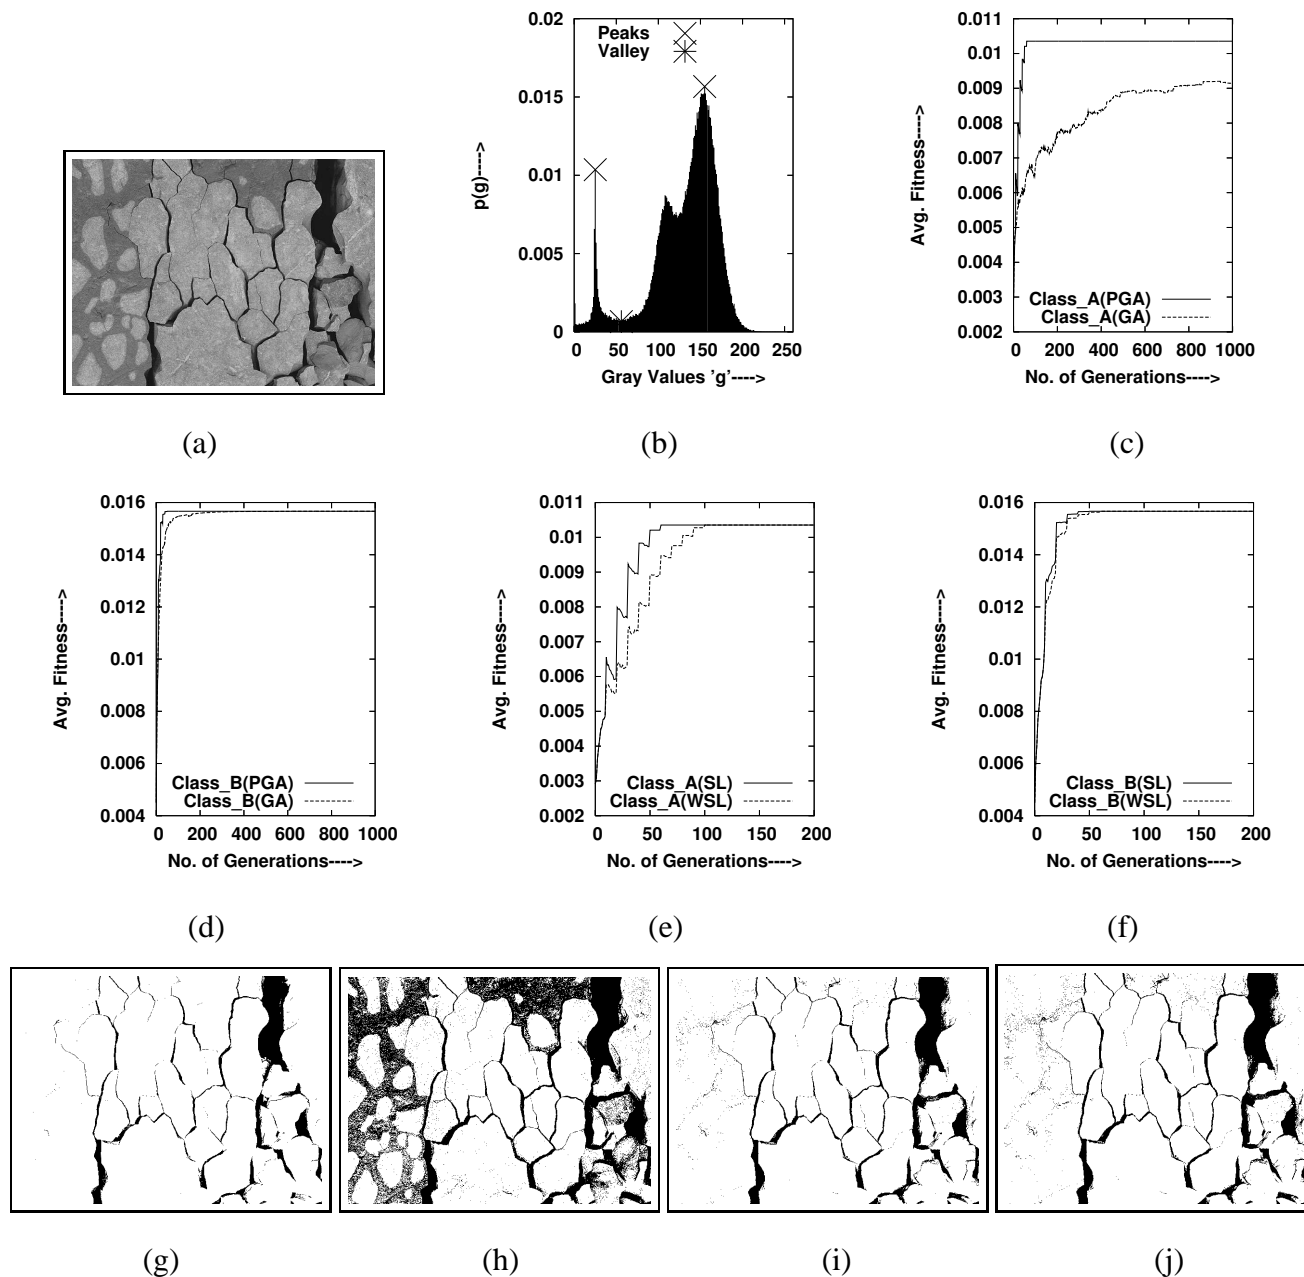 0.02
0.015
0.01
0.005
0
p(g)---->
Peaks
Valley
0 50 100 150 200 250
Gray Values 'g'---->
0.011
0.01
0.009
0.008
0.007
0.006
0.005
0.004
0.003
0.002
Avg. Fitness---->
Class_A(PGA)
Class_A(GA)
0 200 400 600 800 1000
No. of Generations---->
(a)
(b)
(c)
0.016
0.014
0.012
0.01
0.008
0.006
0.004
Avg. Fitness---->
Class_B(PGA)
Class_B(GA)
0 200 400 600 800 1000
No. of Generations---->
0.011
0.01
0.009
0.008
0.007
0.006
0.005
0.004
0.003
0.002
Avg. Fitness---->
Class_A(SL)
Class_A(WSL)
0 50 100 150 200
No. of Generations---->
0.016
0.014
0.012
0.01
0.008
0.006
0.004
Avg. Fitness---->
Class_B(SL)
Class_B(WSL)
0 50 100 150 200
No. of Generations---->
(d)
(e)
(f)
(g)
(h)
(i)
(j)